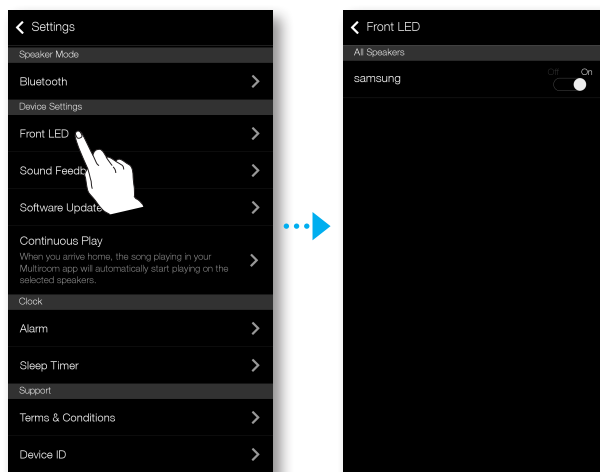 Settings
Speaker Mode
Bluetooth
Device Settings
Front LED
Sound Feedb
Software Update
Continuous Play
When you arrive home, the song playing in your
Multiroom app will automatically start playing on the
selected speakers.
Clock
Alarm
Sleep Timer
Support
Terms & Conditions
Device ID
Front LED
All Speakers
samsung
Off On